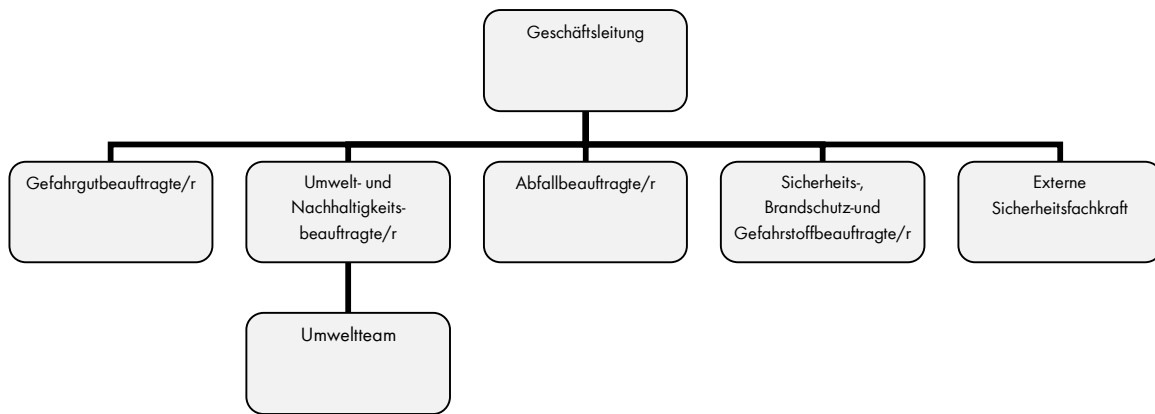 Geschäftsleitung
Gefahrgutbeauftragte/r
Umwelt- und
Nachhaltigkeits-
beauftragte/r
Abfallbeauftragte/r
Sicherheits-,
Brandschutz-und
Gefahrstoffbeauftragte/r
Externe
Sicherheitsfachkraft
Umweltteam